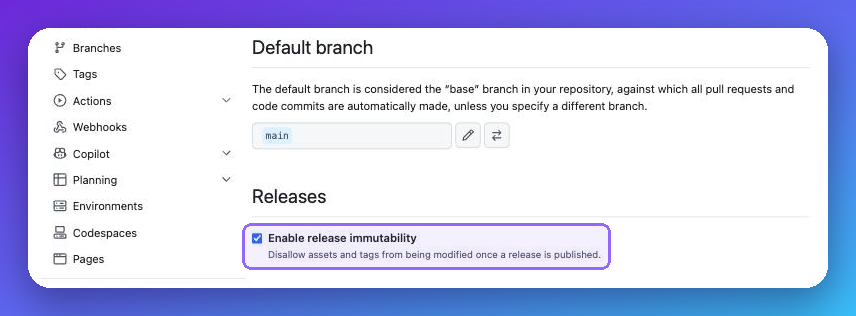 Branches
Tags
Actions
Webhooks
Copilot
Planning
Environments
Codespaces
Pages
Default branch
The default branch is considered the “base” branch in your repository, against which all pull requests and
code commits are automatically made, unless you specify a different branch.
main
Releases
Enable release immutability
Disallow assets and tags from being modified once a release is published.